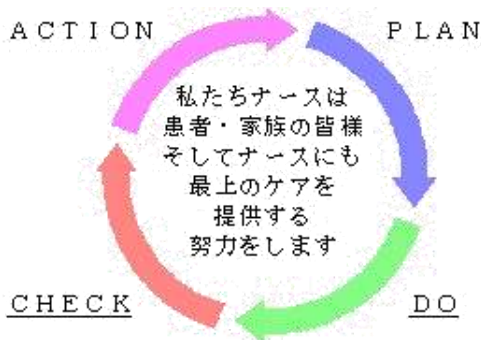 ACTION
PLAN
私たちナースは
患者・家族の皆様
そしてナースにも
最上のケアを
提供する
努力をします
CHECK
DO